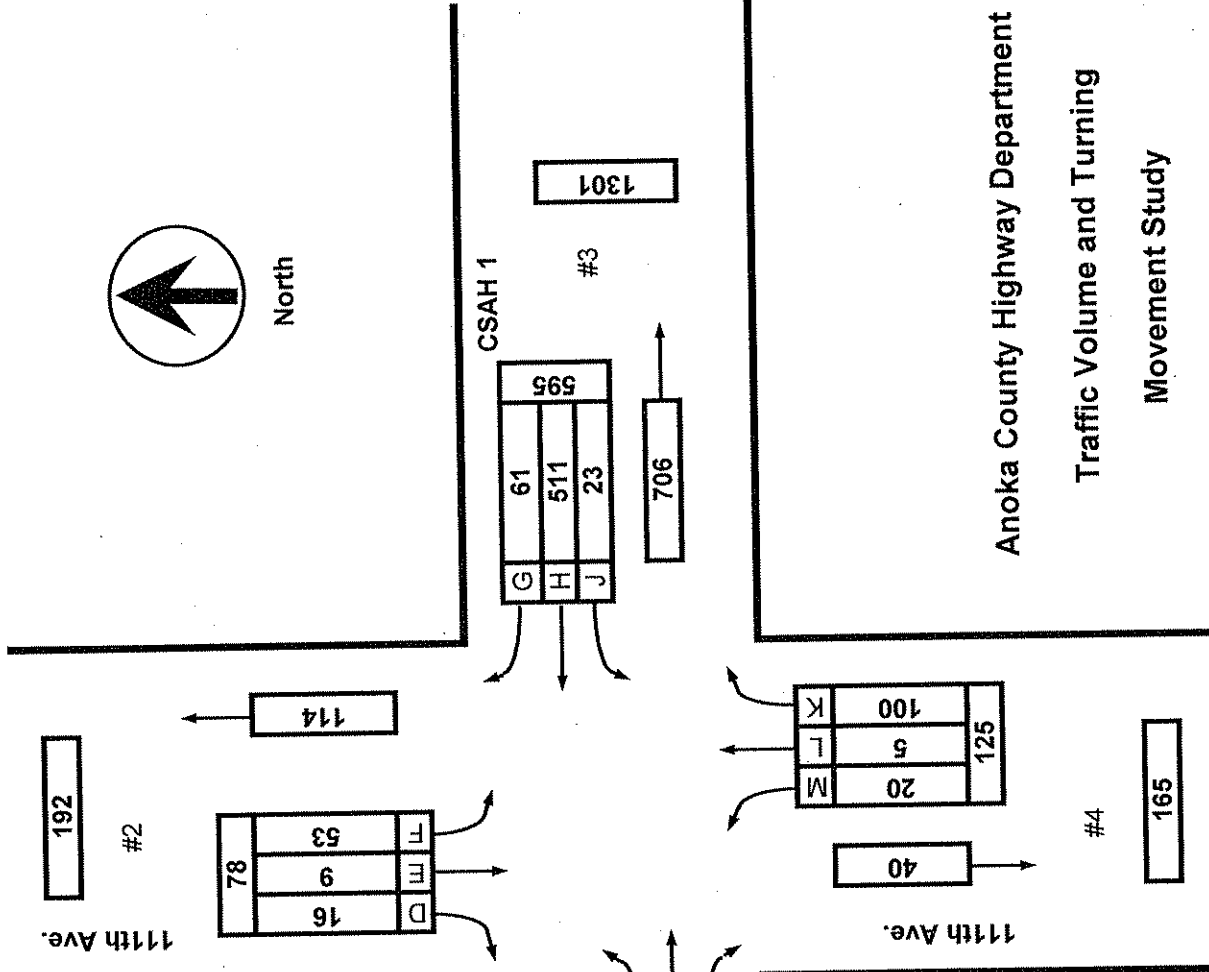 North
192
#2
111th Ave.
78
16
9
53
D
E
F
114
CSAH 1
G
61
H
511
J
23
595
#3
1301
706
M
L
K
20
5
100
125
40
#4
165
111th Ave.
Anoka County Highway Department
Traffic Volume and Turning
Movement Study